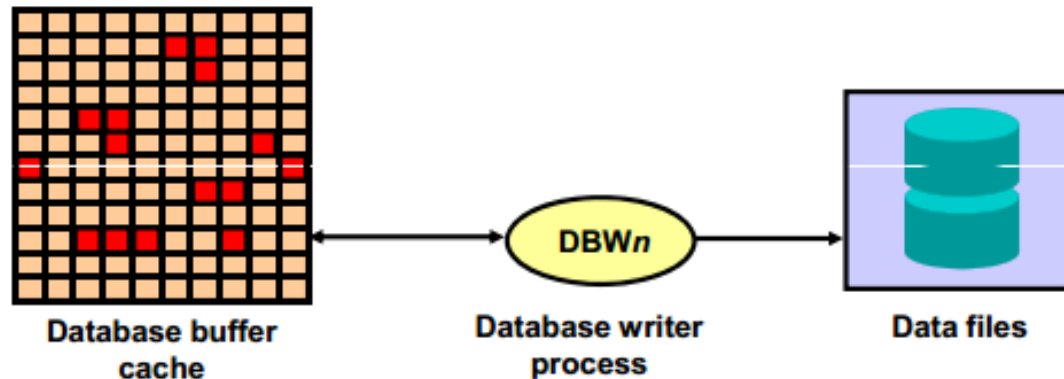 DBWn
Database buffer
cache
Database writer
process
Data files